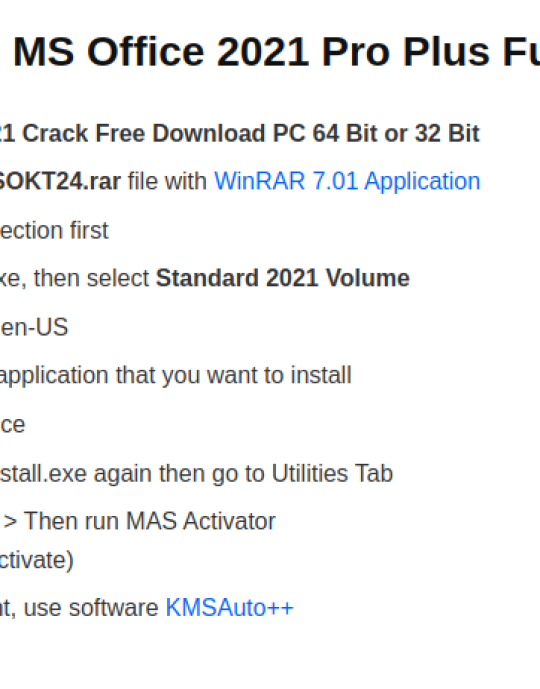 MS Office 2021 Pro Plus Fu
21 Crack Free Download PC 64 Bit or 32 Bit
SOKT24.rar file with WinRAR 7.01 Application
ection first
xe, then select Standard 2021 Volume
en-US
application that you want to install
ce
stall.exe again then go to Utilities Tab
> Then run MAS Activator
ctivate)
nt, use software KMSAuto++